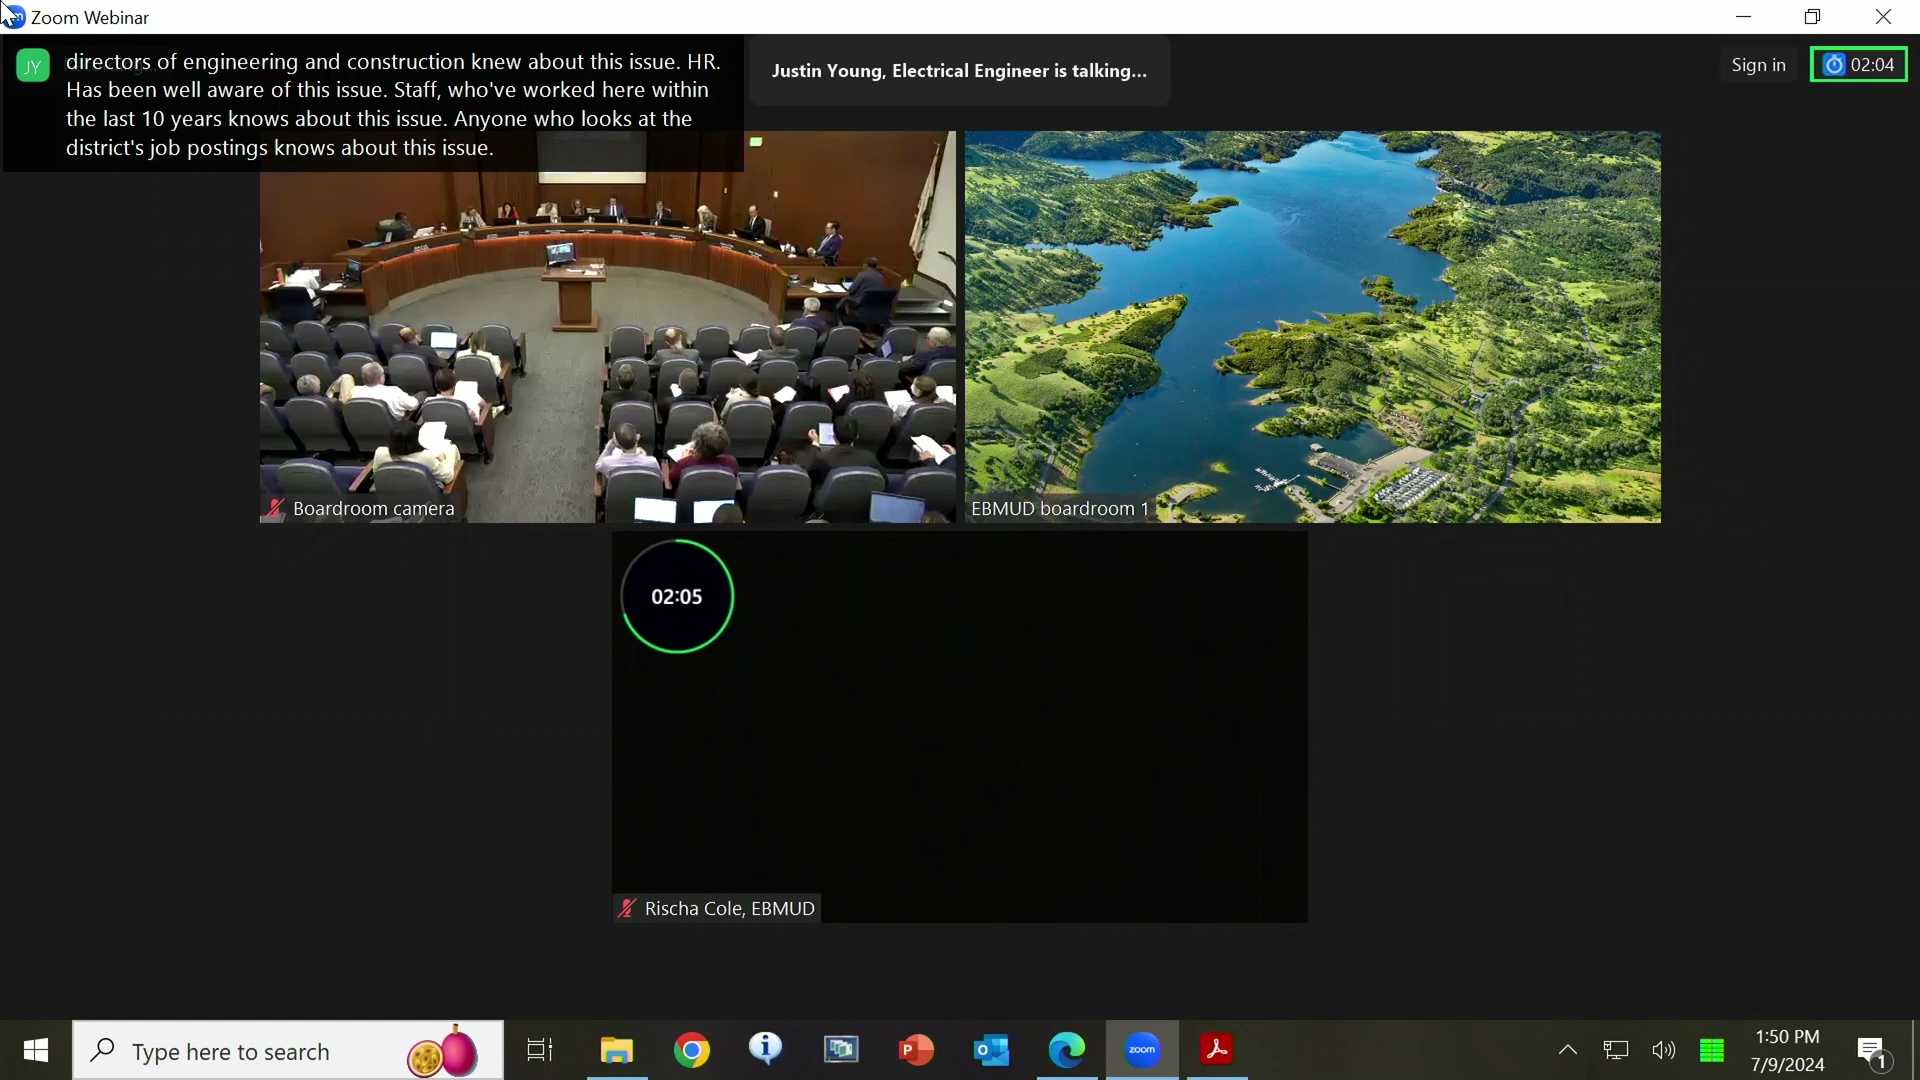 Zoom Webinar
JY
directors of engineering and construction knew about this issue. HR.
Has been well aware of this issue. Staff, who've worked here within
the last 10 years knows about this issue. Anyone who looks at the
district's job postings knows about this issue.
Justin Young, Electrical Engineer is talking...
Sign in
02:04
Boardroom camera
EBMUD boardroom 1
02:05
Rischa Cole, EBMUD
Type here to search
zoom
1:50 PM
7/9/2024
1